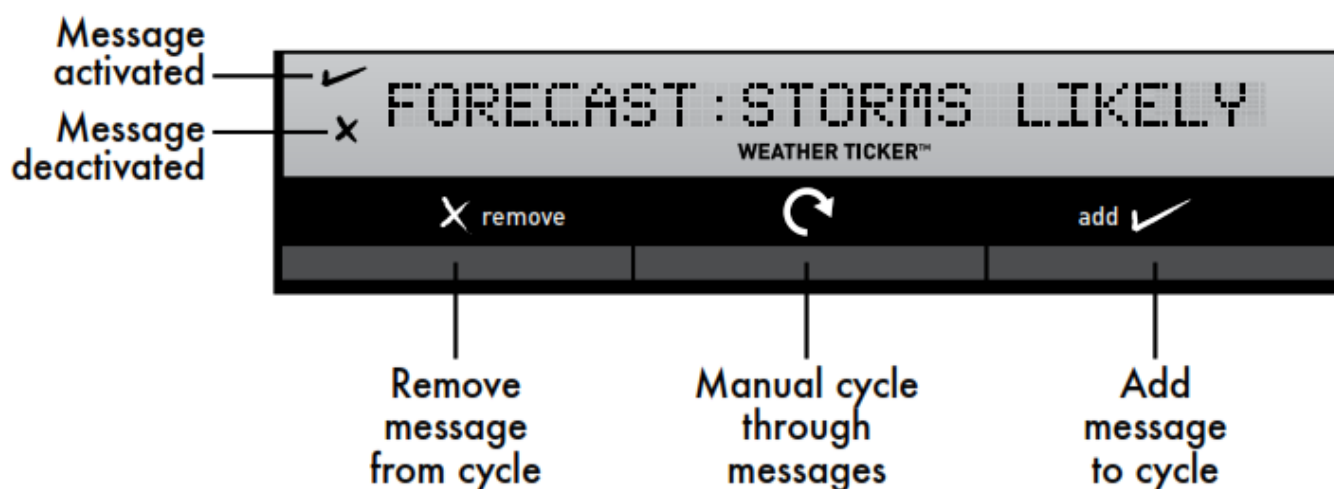 Message
activated
Message
deactivated
FORECAST:STORMS LIKELY
WEATHER TICKER™
remove
add
Remove
message
from cycle
Manual cycle
through
messages
Add
message
to cycle